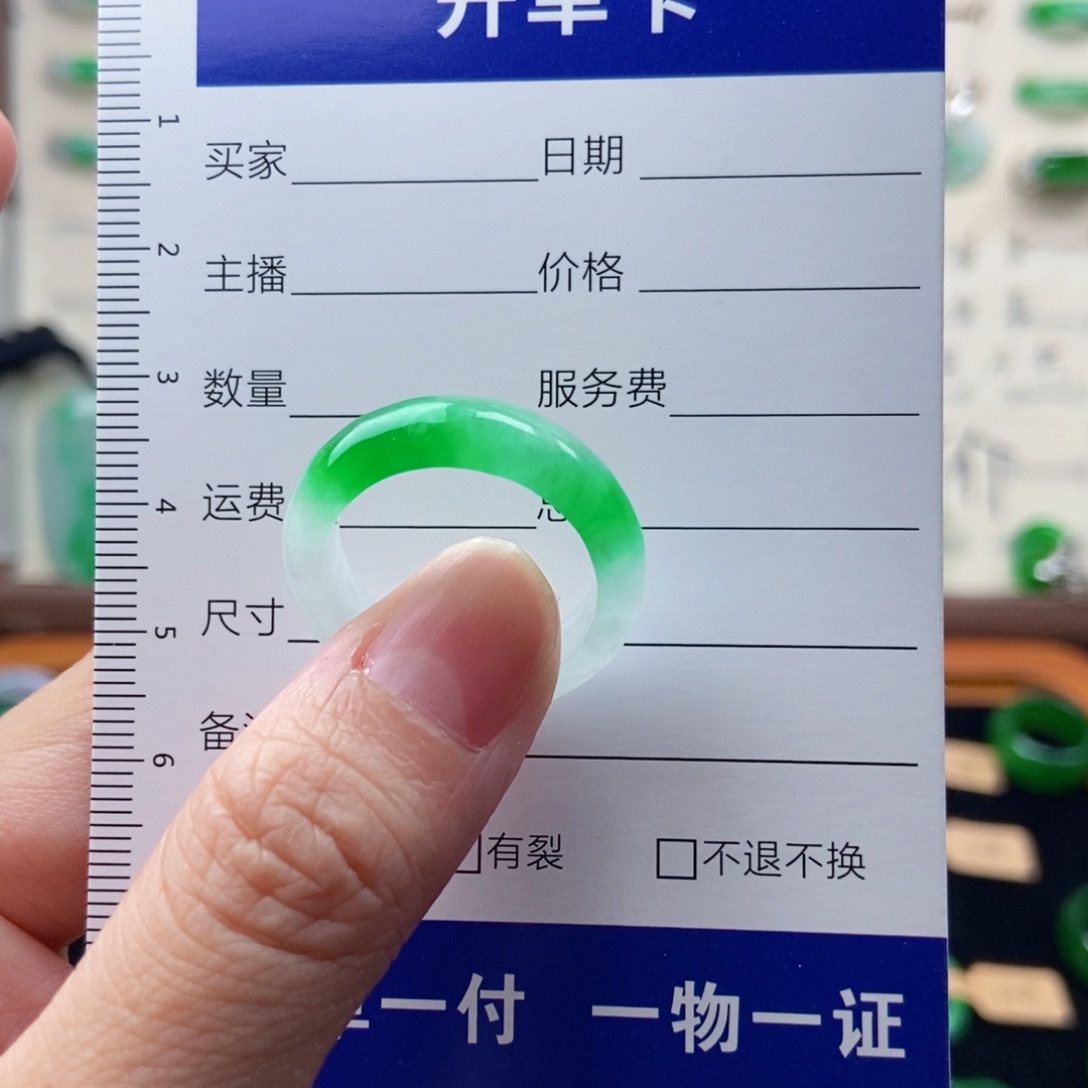 开单卡
买家 日期
主播 价格
数量 服务费
运费
尺寸
备
有裂 不退不换
一付 一物一证
1
2
3
4
5
6